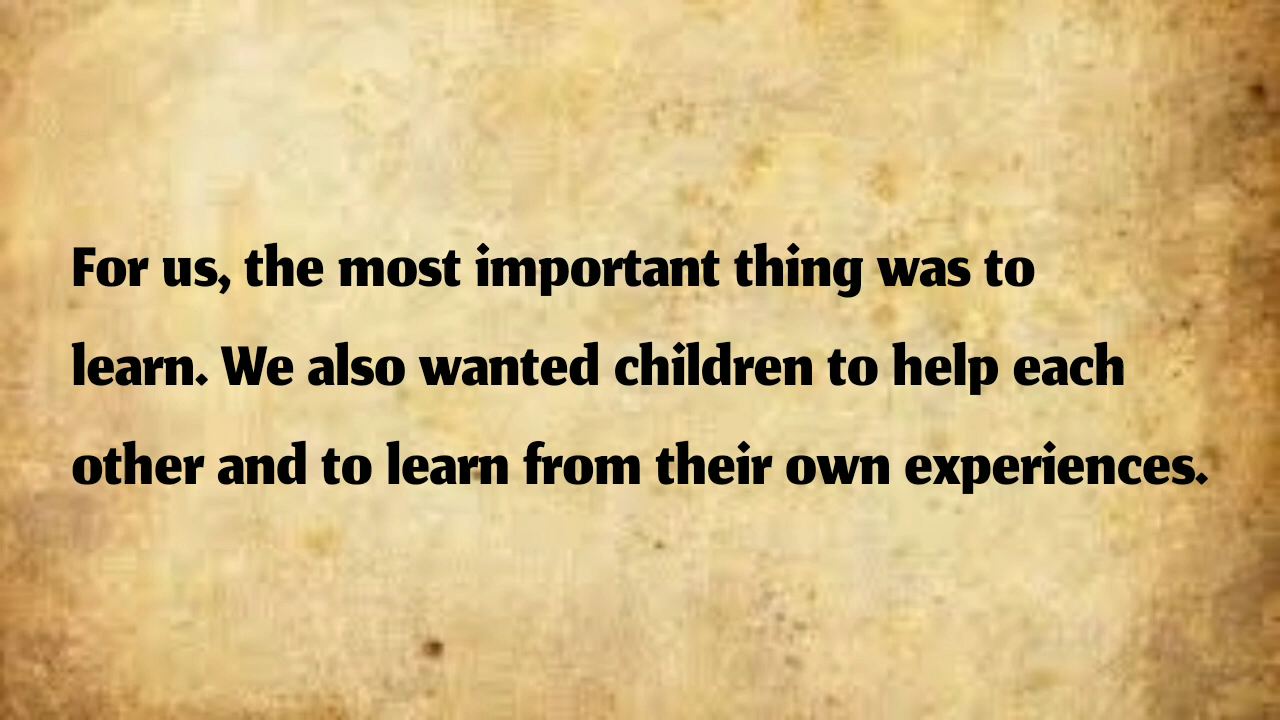 For us, the most important thing was to
learn. We also wanted children to help each
other and to learn from their own experiences.